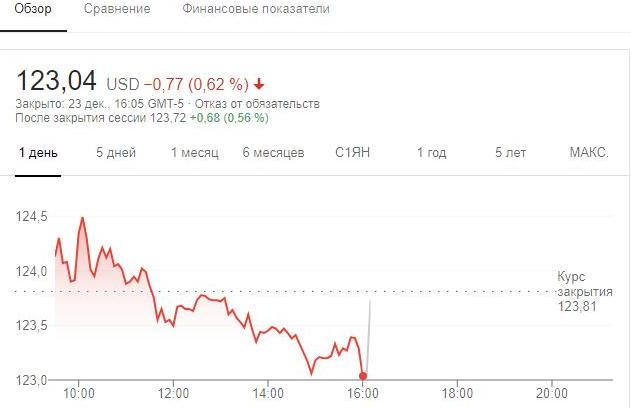 Обзор Сравнение Финансовые показатели
123,04 USD −0,77 (0,62 %)
Закрыто: 23 дек., 16:05 GMT-5 · Отказ от обязательств
После закрытия сессии 123,72 +0,68 (0,56 %)
1 день 5 дней 1 месяц 6 месяцев С1ЯН 1 год 5 лет МАКС.
124,5
124,0
Курс
закрытия
123,81
123,5
123,0
10:00 12:00 14:00 16:00 18:00 20:00